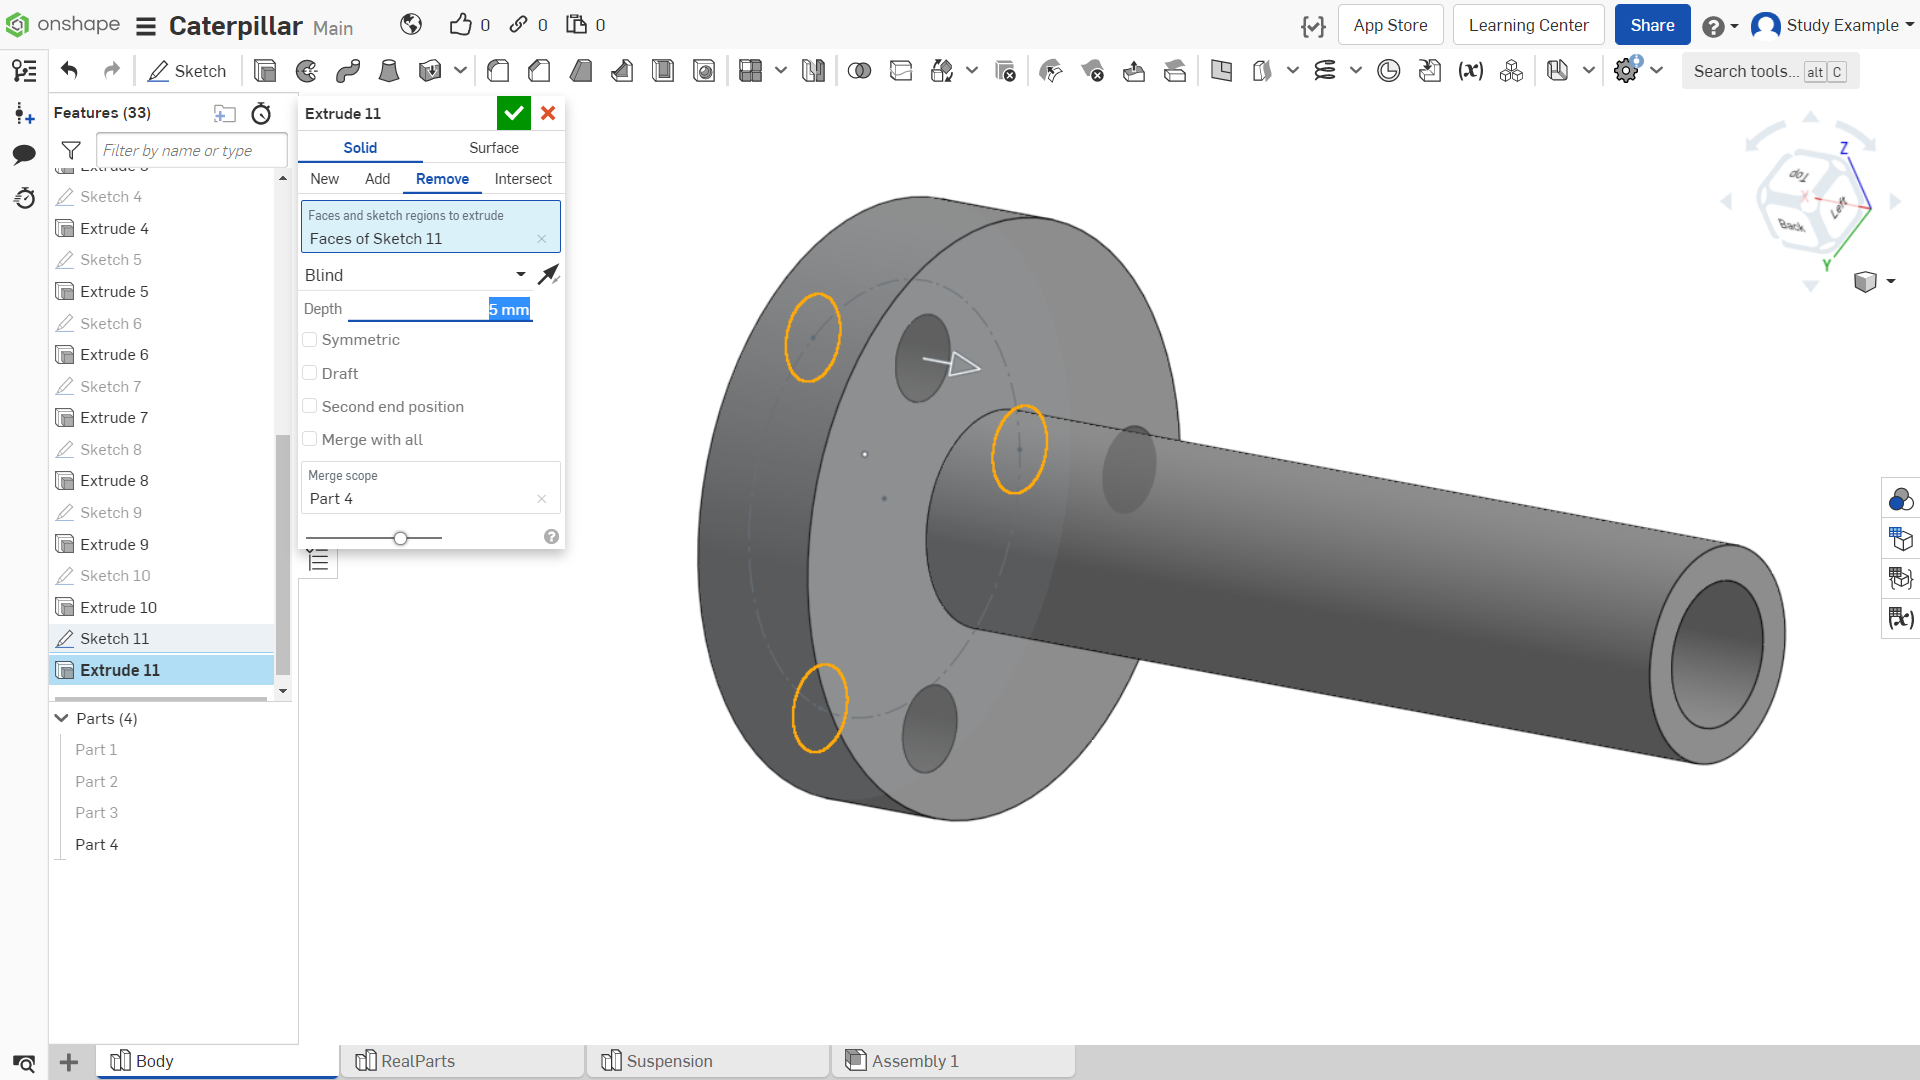 onshape Caterpillar Main 0 0 0 App Store Learning Center Share Study Example
Sketch Search tools... alt C
Features (33)
Filter by name or type
Sketch 4
Extrude 4
Sketch 5
Extrude 5
Sketch 6
Extrude 6
Sketch 7
Extrude 7
Sketch 8
Extrude 8
Sketch 9
Extrude 9
Sketch 10
Extrude 10
Sketch 11
Extrude 11
Parts (4)
Part 1
Part 2
Part 3
Part 4
Extrude 11
Solid Surface
New Add Remove Intersect
Faces and sketch regions to extrude
Faces of Sketch 11
Blind
Depth 5 mm
Symmetric
Draft
Second end position
Merge with all
Merge scope
Part 4
Z
Top
X
Left
Back
Y
Body RealParts Suspension Assembly 1